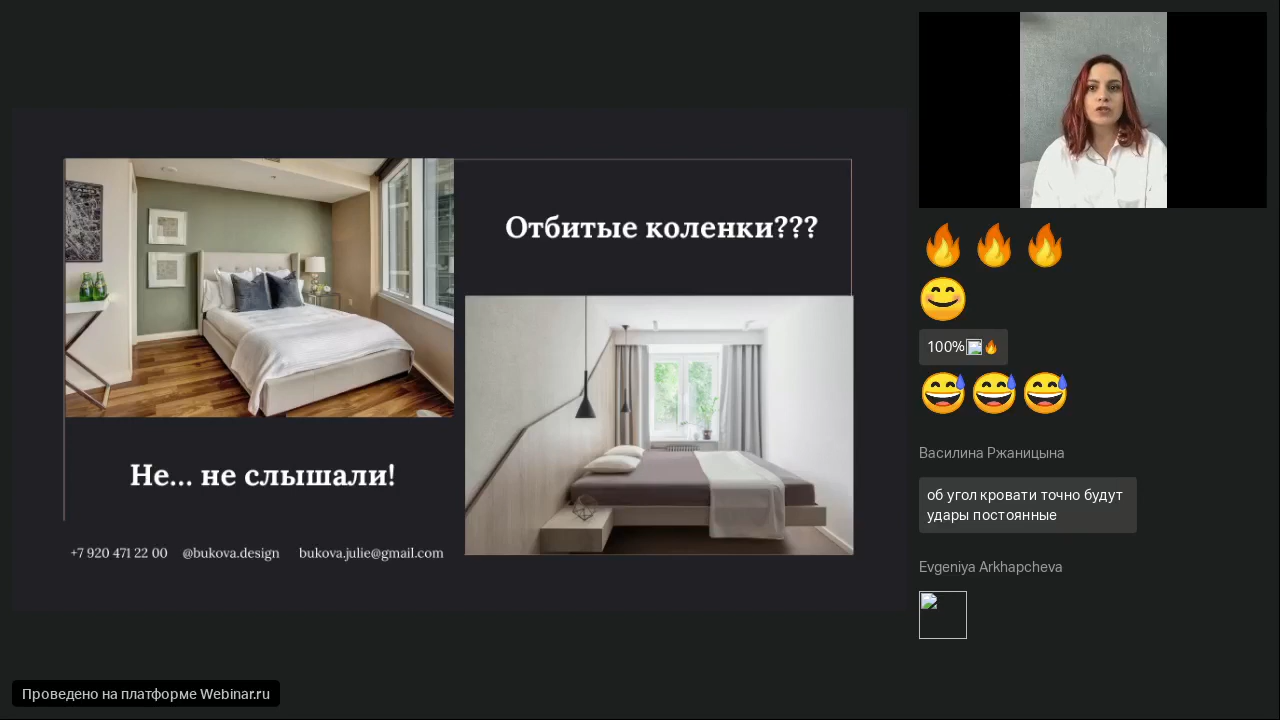 Отбитые коленки???
Не... не слышали!
+7 920 471 22 00 @bukova.design bukova.julie@gmail.com
100%
Василина Ржаницына
об угол кровати точно будут
удары постоянные
Evgeniya Arkhapcheva
Проведено на платформе Webinar.ru